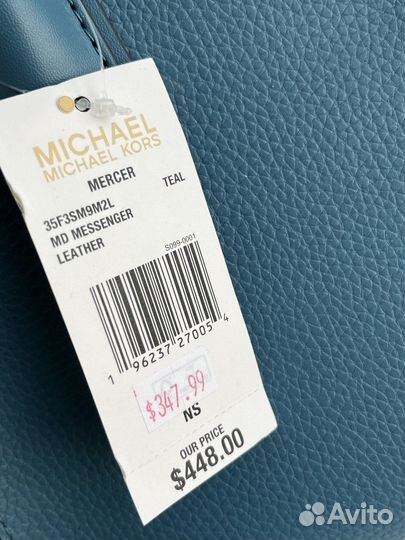 MICHAEL
MICHAEL KORS
MERCER
35F3SM9M2L TEAL
MD MESSENGER
LEATHER
S099-0001
1 96237 27005 4
$347.99
NS
OUR PRICE
$448.00
Avito